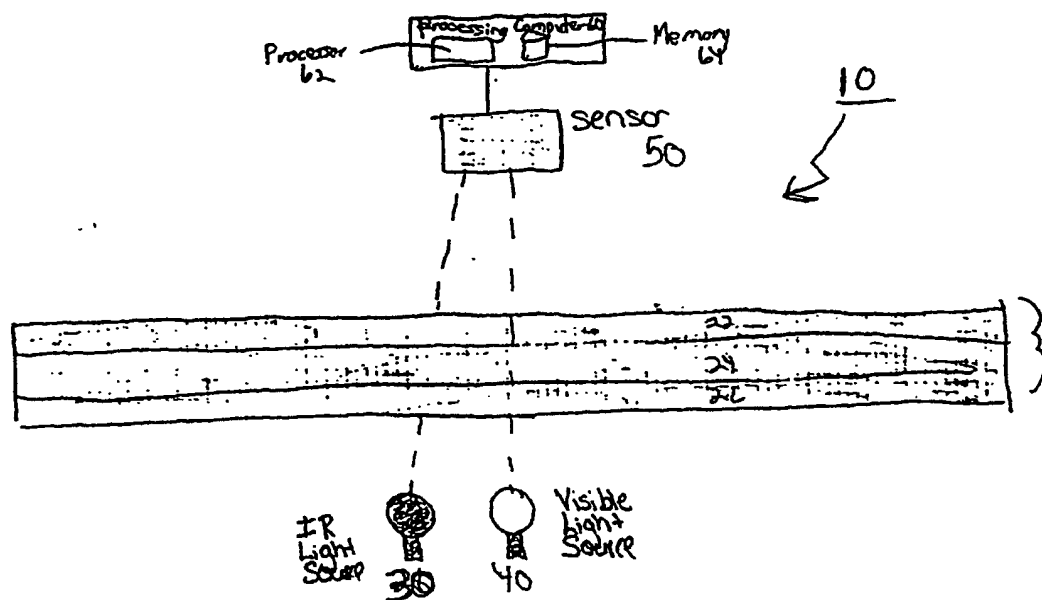 Processing Computer 60
Processer
62
Memory
64
10
Sensor
50
22
24
26
IR
Light
Source
30
Visible
Light
Source
40